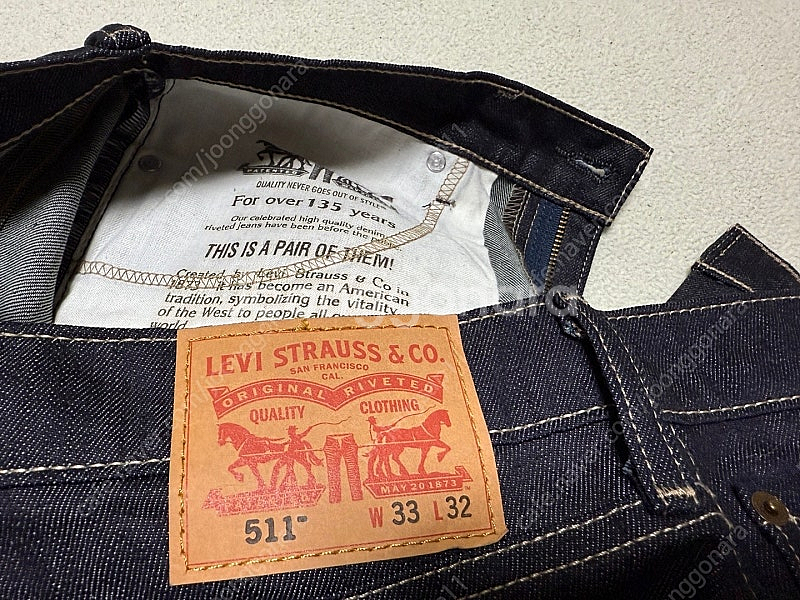 PATENTED
QUALITY NEVER GOES OUT OF STYLE
For over 135 years
Our celebrated high quality denim
riveted jeans have been before the
THIS IS A PAIR OF THEM!
Created by Levi Strauss & Co in
1873, it has become an American
tradition, symbolizing the vitality
of the West to people all
world
LEVI STRAUSS & CO.
SAN FRANCISCO
CAL.
ORIGINAL RIVETED
QUALITY CLOTHING
MAY 20 1873
511™ W 33 L 32